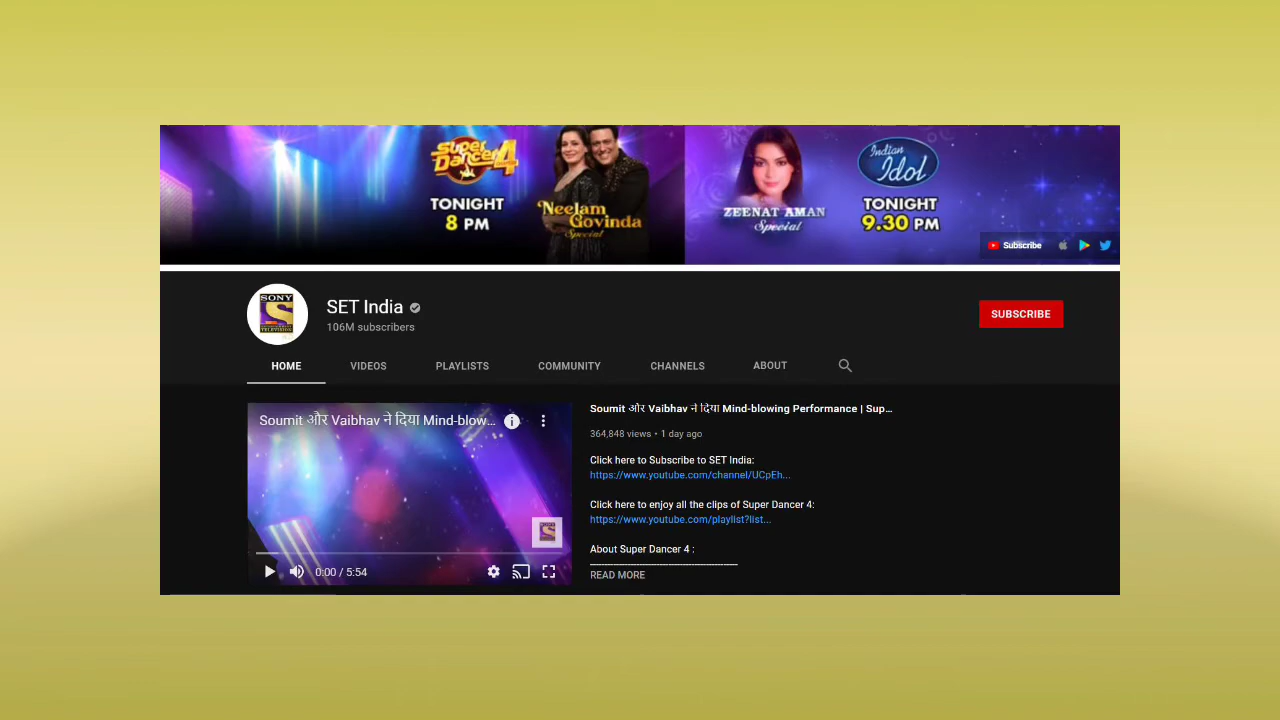 Super
Dancer 4
TONIGHT
8 PM
Neelam
Govinda
Special
ZEENAT AMAN
Special
Indian
Idol
TONIGHT
9.30 PM
Subscribe
SONY
SET India
106M subscribers
SUBSCRIBE
HOME VIDEOS PLAYLISTS COMMUNITY CHANNELS ABOUT
Soumit और Vaibhav ने दिया Mind-blow...
0:00 / 5:54
Soumit और Vaibhav ने दिया Mind-blowing Performance | Sup...
364,848 views • 1 day ago
Click here to Subscribe to SET India:
https://www.youtube.com/channel/UCpEh...
Click here to enjoy all the clips of Super Dancer 4:
https://www.youtube.com/playlist?list...
About Super Dancer 4 :
READ MORE